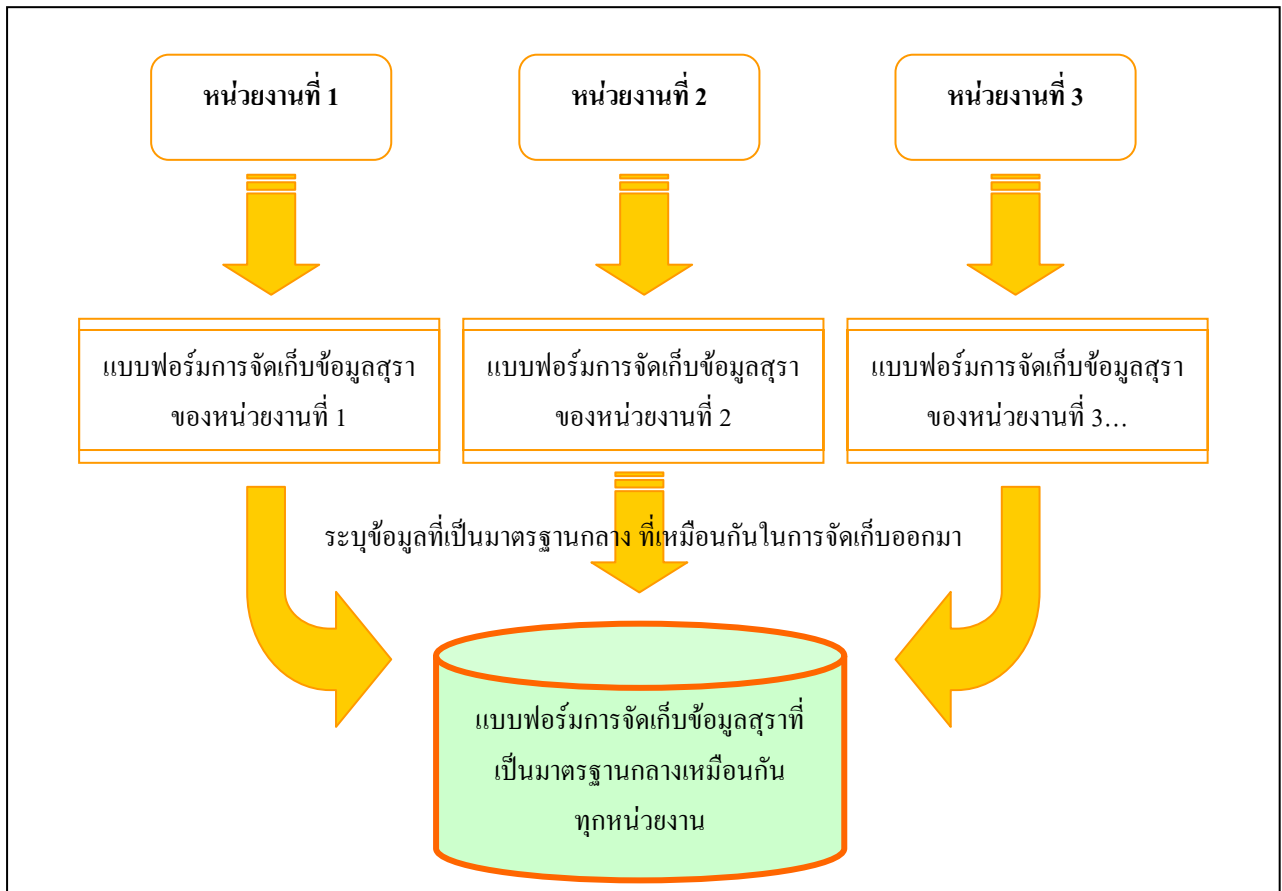 หน่วยงานที่ 1
หน่วยงานที่ 2
หน่วยงานที่ 3
แบบฟอร์มการจัดเก็บข้อมูลสุรา
ของหน่วยงานที่ 1
แบบฟอร์มการจัดเก็บข้อมูลสุรา
ของหน่วยงานที่ 2
แบบฟอร์มการจัดเก็บข้อมูลสุรา
ของหน่วยงานที่ 3...
ระบุข้อมูลที่เป็นมาตรฐานกลาง ที่เหมือนกันในการจัดเก็บออกมา
แบบฟอร์มการจัดเก็บข้อมูลสุราที่
เป็นมาตรฐานกลางเหมือนกัน
ทุกหน่วยงาน